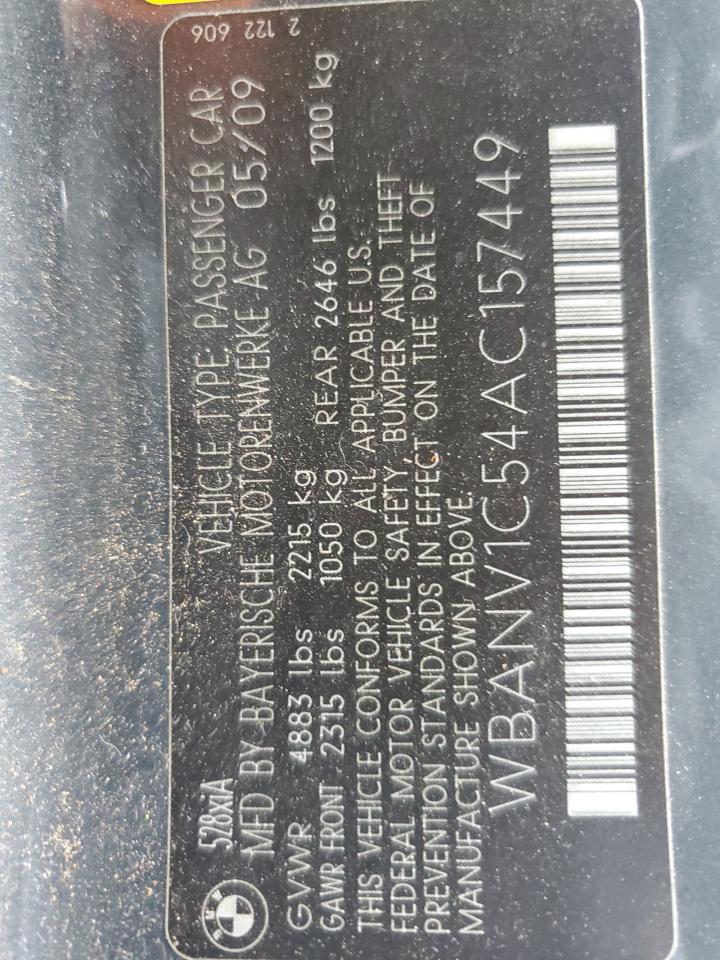 2 122 606
528xiA VEHICLE TYPE: PASSENGER CAR
MFD BY BAYERISCHE MOTORENWERKE AG 05/09
GVWR 4883 lbs 2215 kg
GAWR FRONT 2315 lbs 1050 kg REAR 2646 lbs 1200 kg
THIS VEHICLE CONFORMS TO ALL APPLICABLE U.S.
FEDERAL MOTOR VEHICLE SAFETY, BUMPER AND THEFT
PREVENTION STANDARDS IN EFFECT ON THE DATE OF
MANUFACTURE SHOWN ABOVE.
WBANV1C54AC157449
BMW